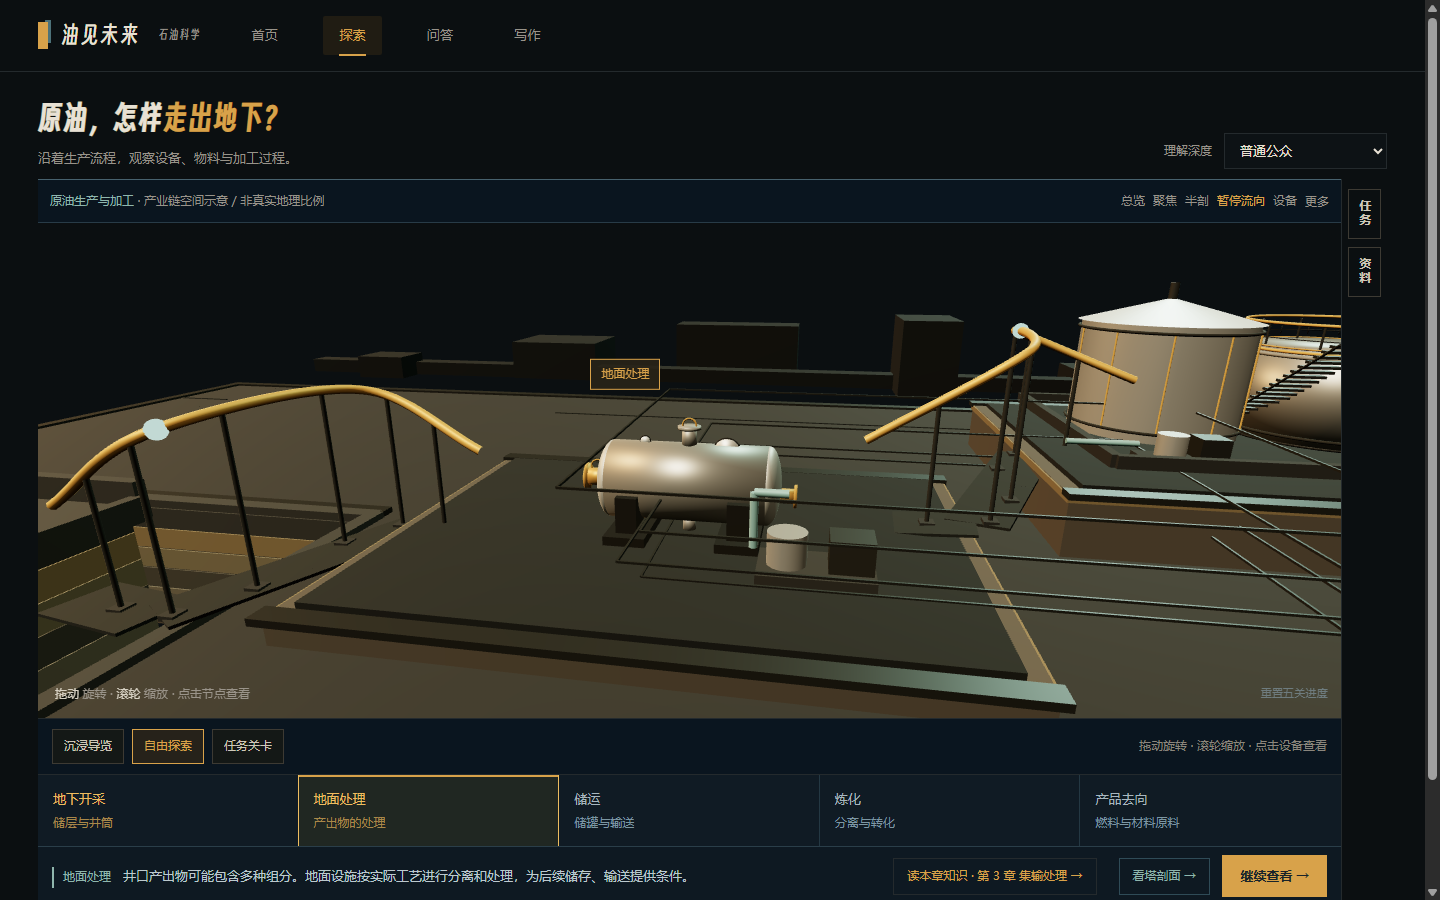 油见未来 石油科学 首页 探索 问答 写作
原油，怎样走出地下？
沿着生产流程，观察设备、物料与加工过程。
理解深度 普通公众
原油生产与加工 · 产业链空间示意 / 非真实地理比例
总览 聚焦 半剖 暂停流向 设备 更多
任务
资料
地面处理
拖动 旋转 · 滚轮 缩放 · 点击节点查看
重置五关进度
沉浸导览 自由探索 任务关卡
拖动旋转 · 滚轮缩放 · 点击设备查看
地下开采 地面处理 储运 炼化 产品去向
储层与井筒 产出物的处理 储罐与输送 分离与转化 燃料与材料原料
地面处理 井口产出物可能包含多种组分。地面设施按实际工艺进行分离和处理，为后续储存、输送提供条件。
读本章知识 · 第 3 章 集输处理 → 看塔剖面 → 继续查看 →